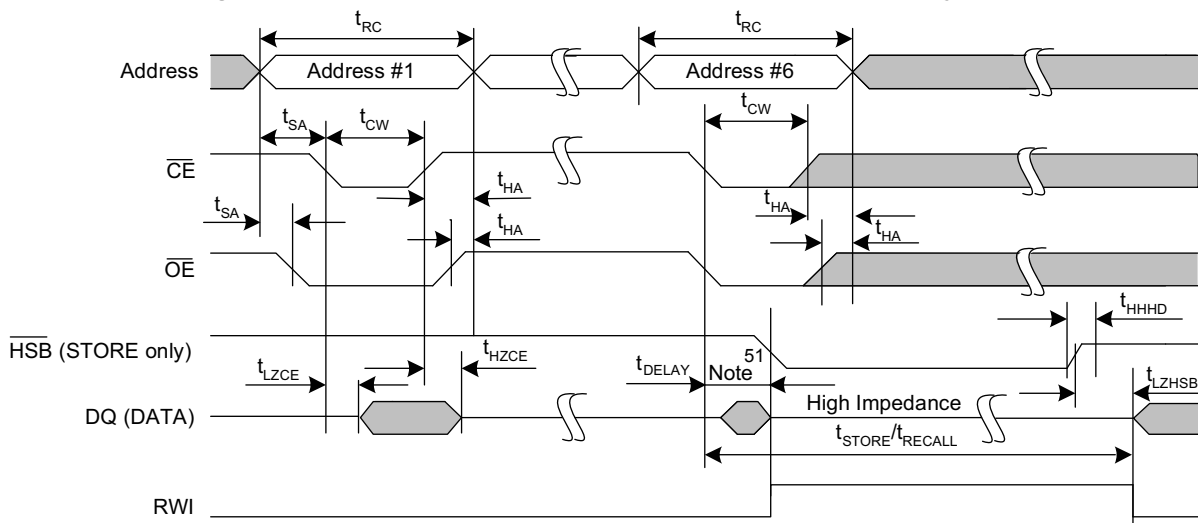 tRC
tRC
Address
Address #1
Address #6
tSA
tCW
tCW
CE
tHA
tHA
tSA
tHA
tHA
OE
tHHHD
HSB (STORE only)
tLZCE
tHZCE
tDELAY
Note 51
tLZHSB
DQ (DATA)
High Impedance
tSTORE/tRECALL
RWI